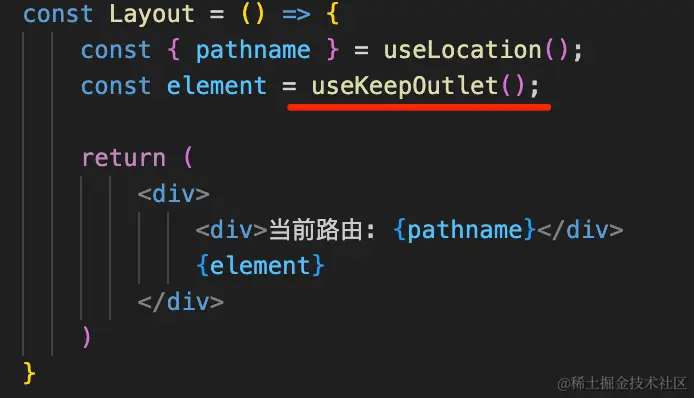 const Layout = () => {
    const { pathname } = useLocation();
    const element = useKeepOutlet();
    return (
        <div>
            <div>当前路由: {pathname}</div>
            {element}
        </div>
    )
}
@稀土掘金技术社区